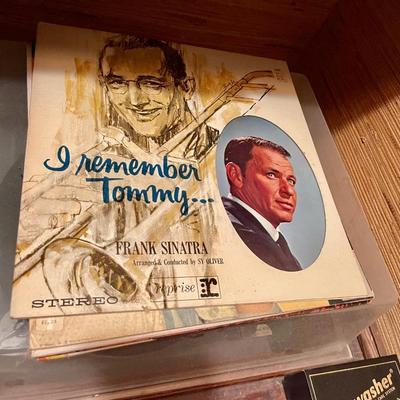 I remember
Tommy...
FRANK SINATRA
Arranged & Conducted by SY OLIVER
STEREO
reprise
washer